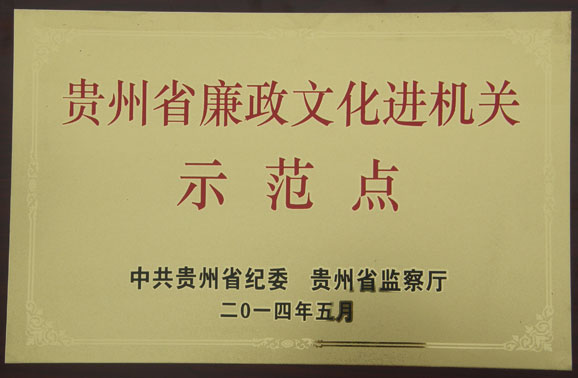 贵州省廉政文化进机关
示范点
中共贵州省纪委 贵州省监察厅
二0一四年五月